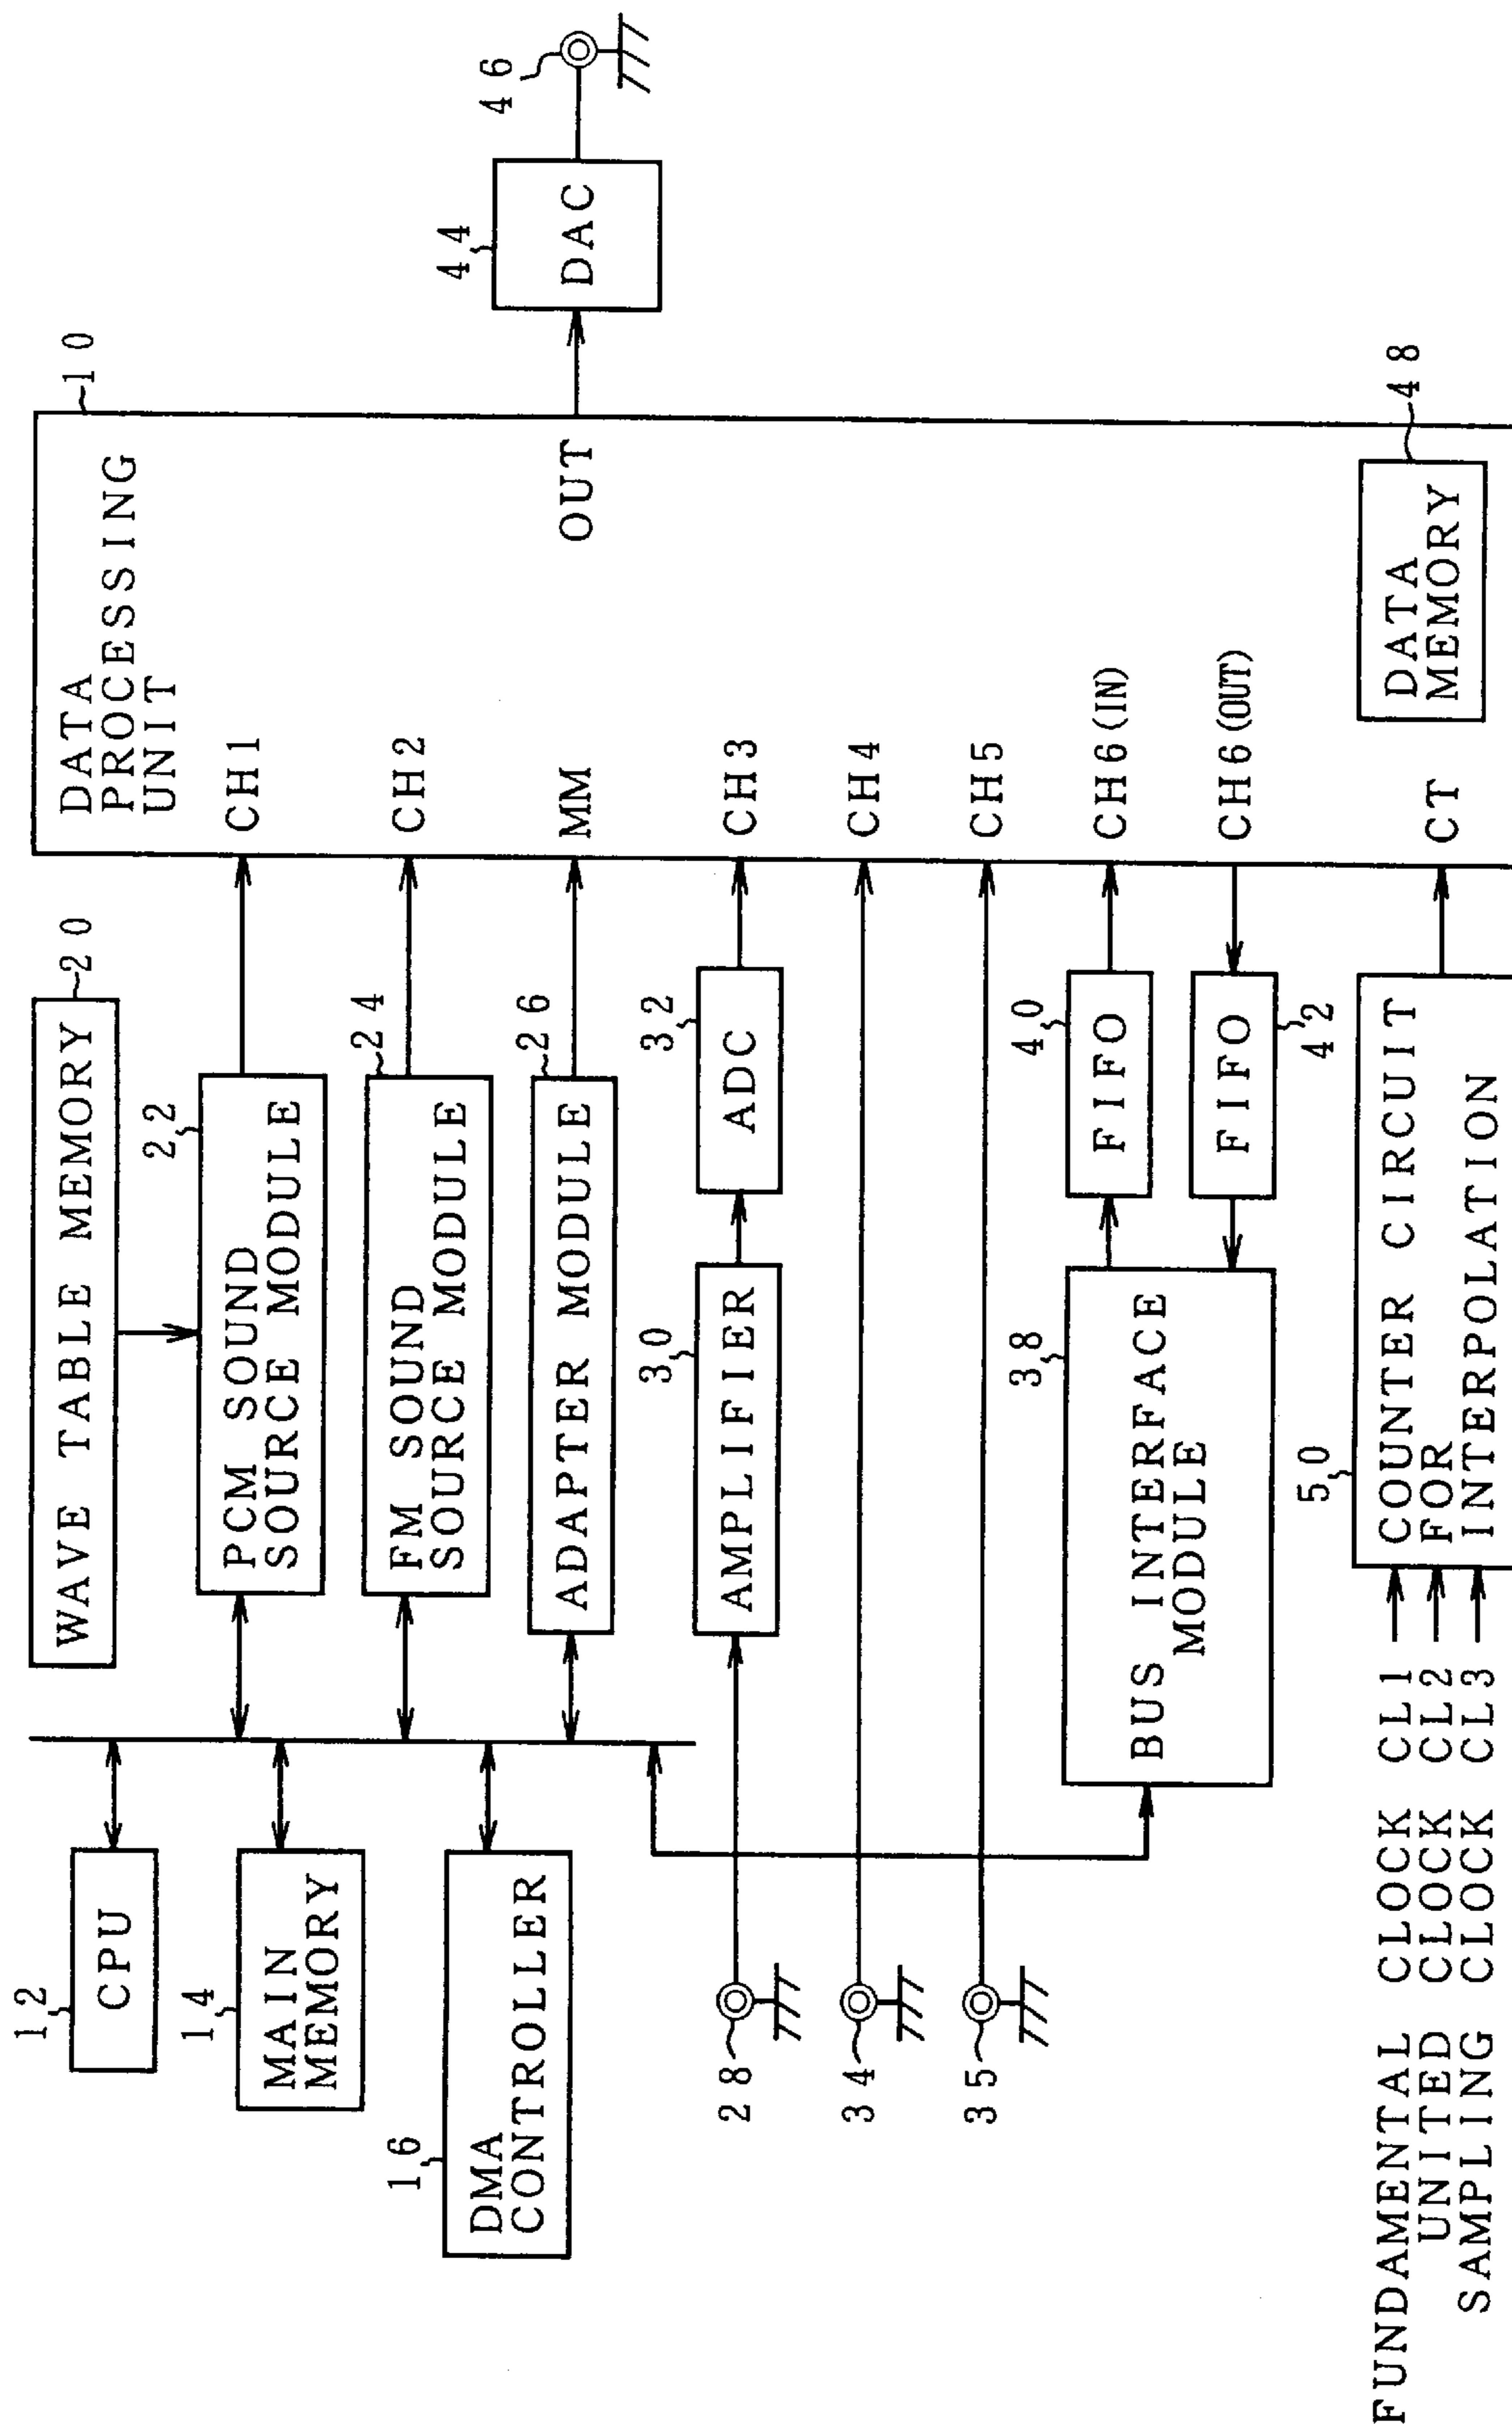 12
CPU
14
MAIN
MEMORY
16
DMA
CONTROLLER
WAVE TABLE MEMORY
20
22
PCM SOUND
SOURCE MODULE
24
FM SOUND
SOURCE MODULE
26
ADAPTER MODULE
28
30
AMPLIFIER
32
ADC
34
35
38
BUS INTERFACE
MODULE
40
FIFO
FIFO
42
50
COUNTER CIRCUIT
FOR
INTERPOLATION
FUNDAMENTAL CLOCK CL1
UNITED CLOCK CL2
SAMPLING CLOCK CL3
10
DATA
PROCESSING
UNIT
CH1
CH2
MM
CH3
CH4
CH5
CH6(IN)
CH6(OUT)
CT
OUT
DATA
MEMORY
48
44
DAC
46